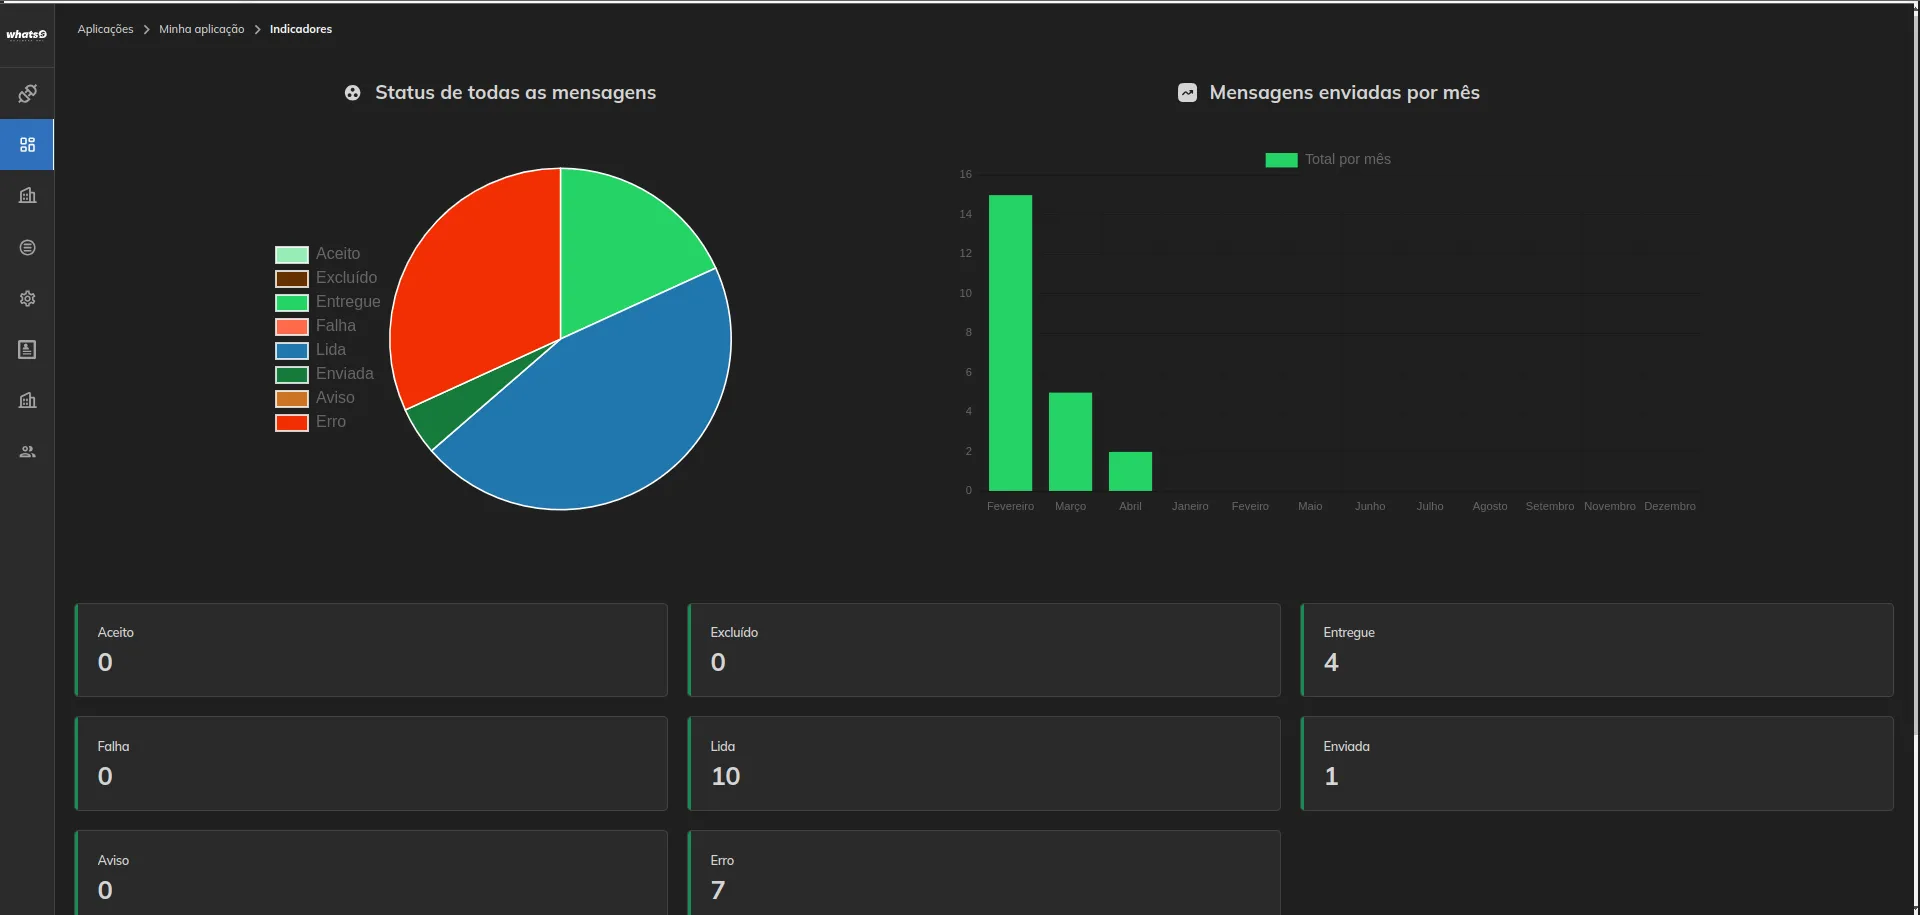 whats
Aplicações > Minha aplicação > Indicadores
Status de todas as mensagens
Aceito
Excluído
Entregue
Falha
Lida
Enviada
Aviso
Erro
Mensagens enviadas por mês
Total por mês
16
14
12
10
8
6
4
2
0
Fevereiro Março Abril Janeiro Feveiro Maio Junho Julho Agosto Setembro Novembro Dezembro
Aceito
0
Excluído
0
Entregue
4
Falha
0
Lida
10
Enviada
1
Aviso
0
Erro
7